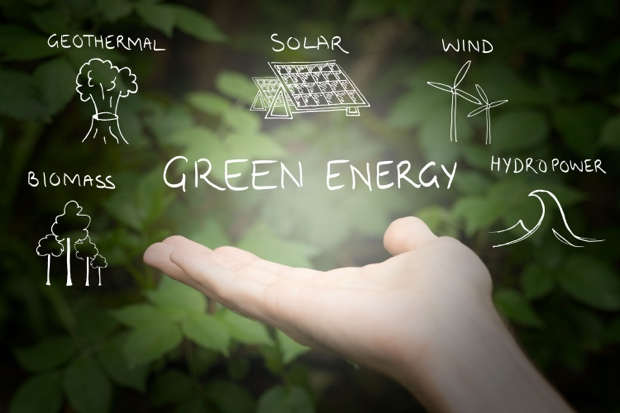 GEOTHERMAL
SOLAR
WIND
BIOMASS
GREEN ENERGY
HYDROPOWER